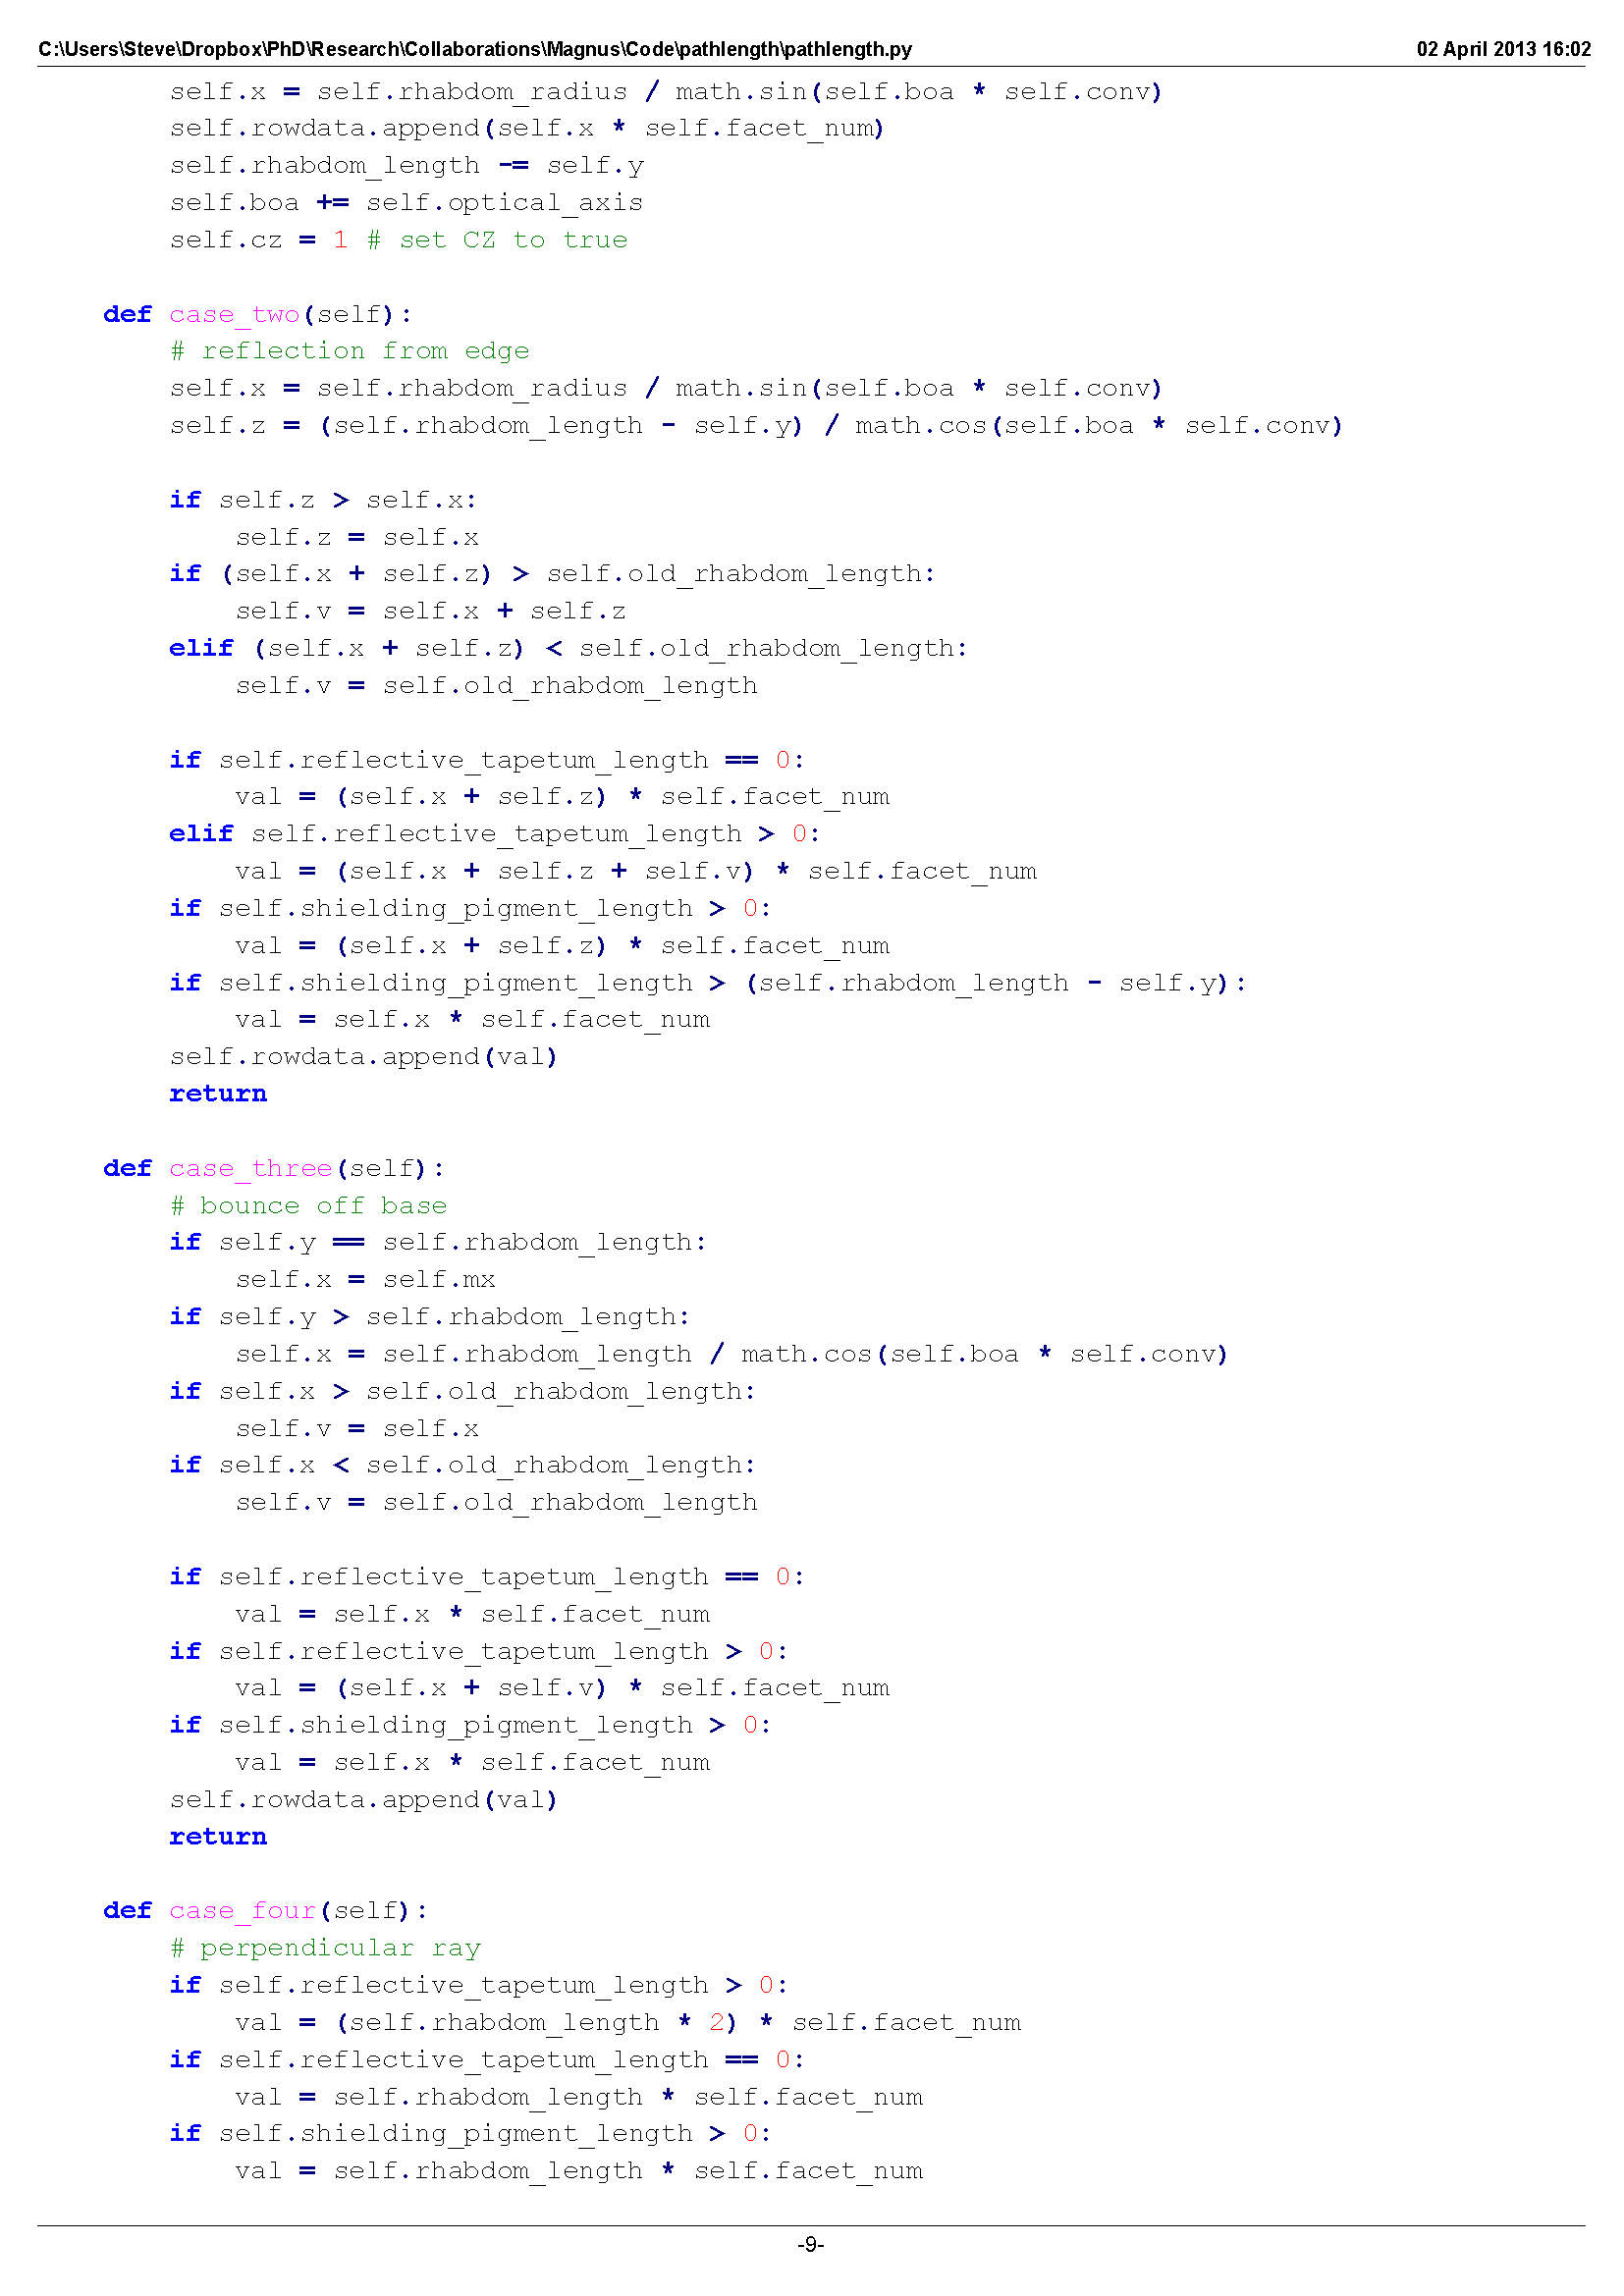 C:\Users\Steve\Dropbox\PhD\Research\Collaborations\Magnus\Code\pathlength\pathlength.py 02 April 2013 16:02
        self.x = self.rhabdom_radius / math.sin(self.boa * self.conv)
        self.rowdata.append(self.x * self.facet_num)
        self.rhabdom_length -= self.y
        self.boa += self.optical_axis
        self.cz = 1 # set CZ to true

    def case_two(self):
        # reflection from edge
        self.x = self.rhabdom_radius / math.sin(self.boa * self.conv)
        self.z = (self.rhabdom_length - self.y) / math.cos(self.boa * self.conv)

        if self.z > self.x:
            self.z = self.x
        if (self.x + self.z) > self.old_rhabdom_length:
            self.v = self.x + self.z
        elif (self.x + self.z) < self.old_rhabdom_length:
            self.v = self.old_rhabdom_length

        if self.reflective_tapetum_length == 0:
            val = (self.x + self.z) * self.facet_num
        elif self.reflective_tapetum_length > 0:
            val = (self.x + self.z + self.v) * self.facet_num
        if self.shielding_pigment_length > 0:
            val = (self.x + self.z) * self.facet_num
        if self.shielding_pigment_length > (self.rhabdom_length - self.y):
            val = self.x * self.facet_num
        self.rowdata.append(val)
        return

    def case_three(self):
        # bounce off base
        if self.y == self.rhabdom_length:
            self.x = self.mx
        if self.y > self.rhabdom_length:
            self.x = self.rhabdom_length / math.cos(self.boa * self.conv)
        if self.x > self.old_rhabdom_length:
            self.v = self.x
        if self.x < self.old_rhabdom_length:
            self.v = self.old_rhabdom_length

        if self.reflective_tapetum_length == 0:
            val = self.x * self.facet_num
        if self.reflective_tapetum_length > 0:
            val = (self.x + self.v) * self.facet_num
        if self.shielding_pigment_length > 0:
            val = self.x * self.facet_num
        self.rowdata.append(val)
        return

    def case_four(self):
        # perpendicular ray
        if self.reflective_tapetum_length > 0:
            val = (self.rhabdom_length * 2) * self.facet_num
        if self.reflective_tapetum_length == 0:
            val = self.rhabdom_length * self.facet_num
        if self.shielding_pigment_length > 0:
            val = self.rhabdom_length * self.facet_num
-9-